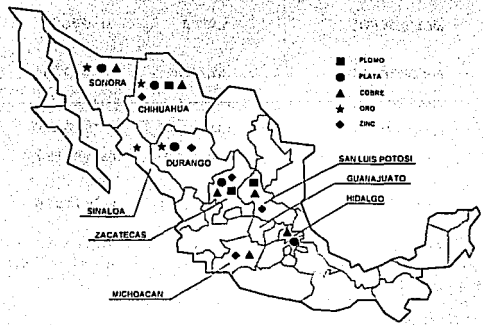 SONORA
CHIHUAHUA
DURANGO
PLOMO
PLATA
COBRE
ORO
ZINC
SAN LUIS POTOSI
GUANAJUATO
HIDALGO
SINALOA
ZACATECAS
MICHOACAN